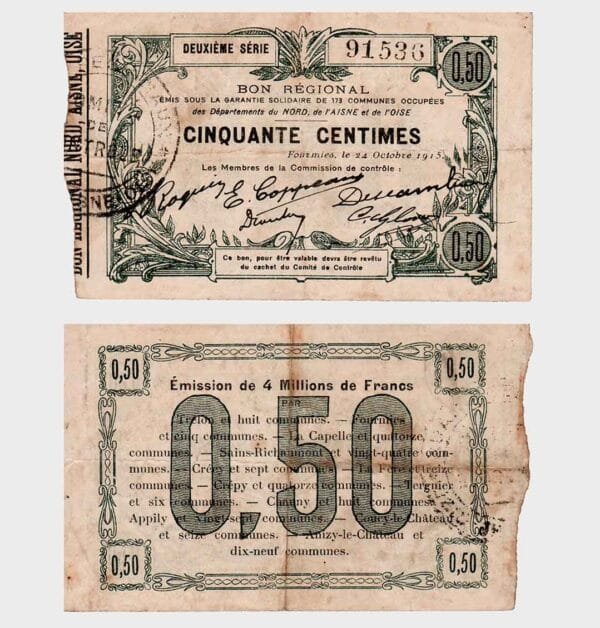 DEUXIÈME SÉRIE
91536
0,50
BON RÉGIONAL
ÉMIS SOUS LA GARANTIE SOLIDAIRE DE 173 COMMUNES OCCUPÉES
des Départements du NORD, de l'AISNE et de l'OISE
CINQUANTE CENTIMES
Fourmies, le 24 Octobre 1915.
Les Membres de la Commission de contrôle :
E. Coppeaux
0,50
Ce bon, pour être valable devra être revêtu
du cachet du Comité de Contrôle
BON RÉGIONAL NORD, AISNE, OISE
0,50
0,50
Émission de 4 Millions de Francs
PAR
0,50
Trélon et huit communes. — Fourmies
et cinq communes. — La Capelle et quatorze
communes. — Sains-Richaumont et vingt-quatre com-
munes. — Crécy et sept communes. — La Fère et treize
communes. — Crépy et quatorze communes. — Tergnier
et six communes. — Chauny et huit communes.
Appily et vingt-sept communes. — Coucy-le-Château
et seize communes. — Anizy-le-Château et
dix-neuf communes.
0,50
0,50